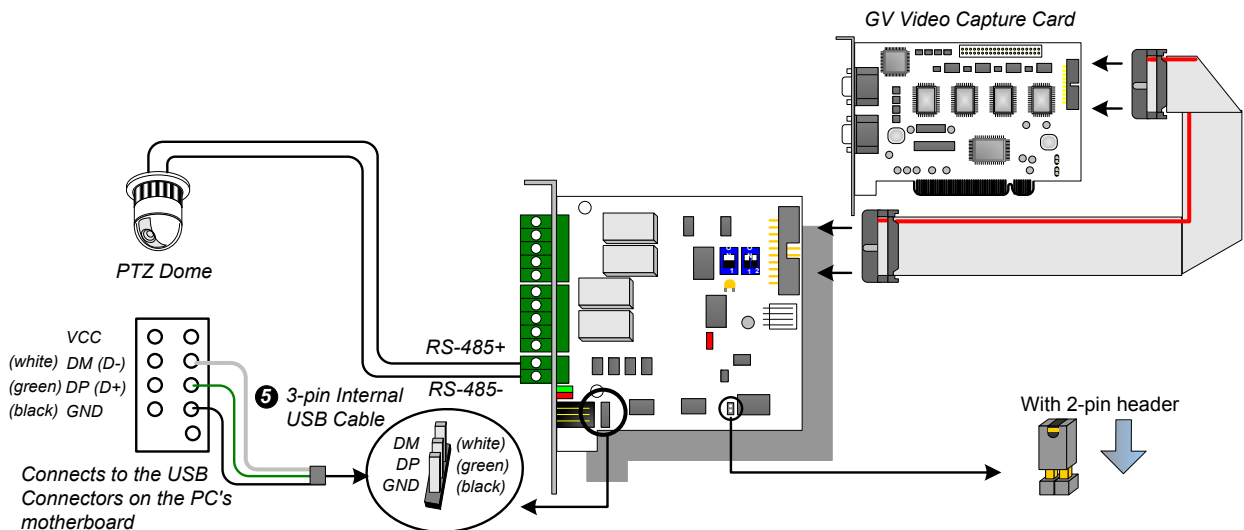 GV Video Capture Card
PTZ Dome
VCC
(white) DM (D-)
(green) DP (D+)
(black) GND
RS-485+
RS-485-
5 3-pin Internal
USB Cable
DM (white)
DP (green)
GND (black)
Connects to the USB
Connectors on the PC's
motherboard
With 2-pin header